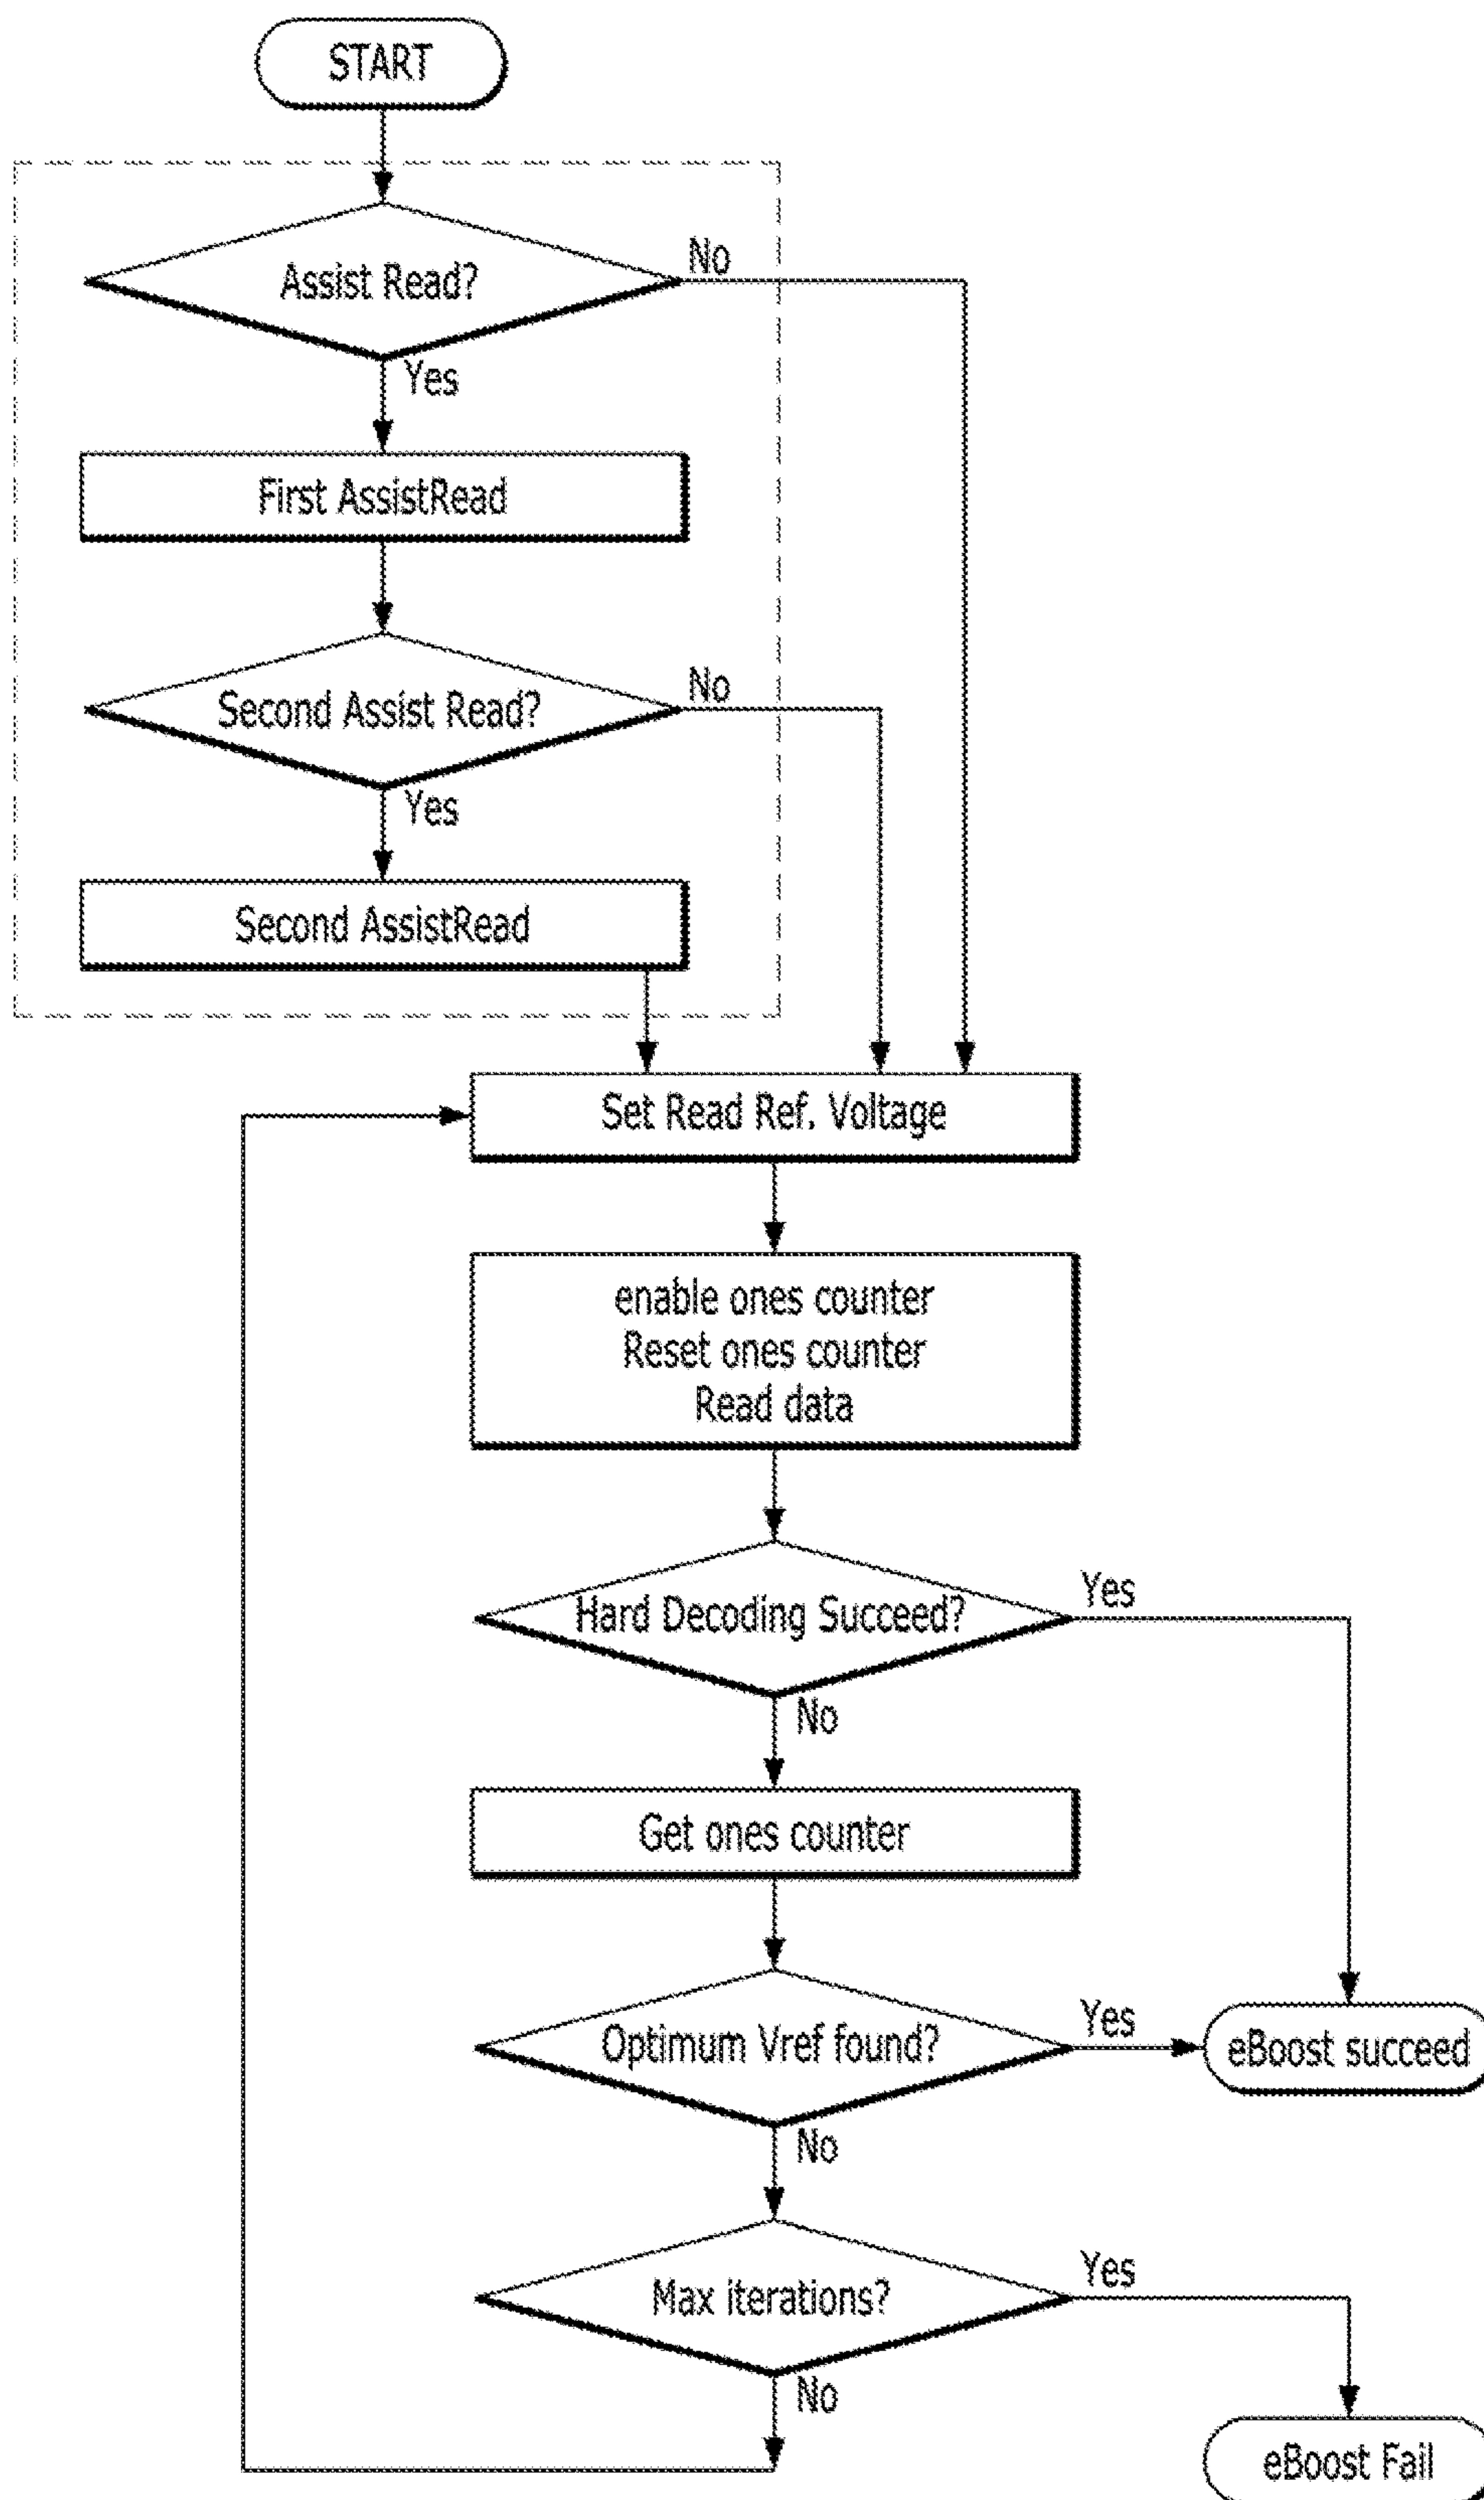 START
Assist Read?
No
Yes
First AssistRead
Second Assist Read?
No
Yes
Second AssistRead
Set Read Ref. Voltage
enable ones counter
Reset ones counter
Read data
Hard Decoding Succeed?
Yes
No
Get ones counter
Optimum Vref found?
Yes
eBoost succeed
No
Max iterations?
Yes
No
eBoost Fail